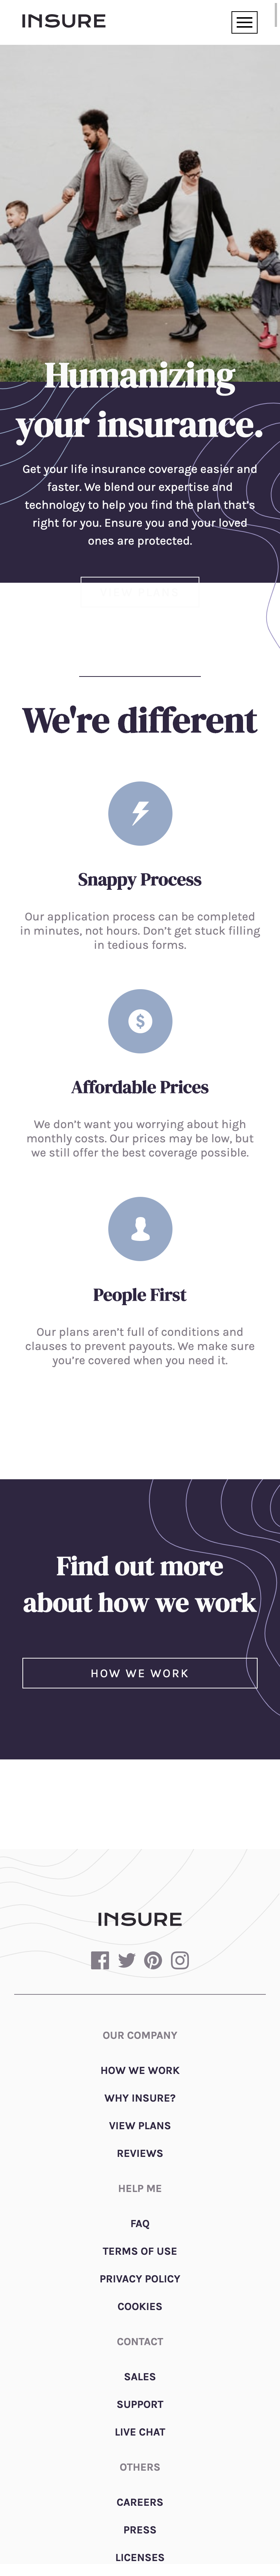 INSURE
Humanizing
your insurance.
Get your life insurance coverage easier and
faster. We blend our expertise and
technology to help you find the plan that's
right for you. Ensure you and your loved
ones are protected.
We're different
Snappy Process
Our application process can be completed
in minutes, not hours. Don't get stuck filling
in tedious forms.
Affordable Prices
We don't want you worrying about high
monthly costs. Our prices may be low, but
we still offer the best coverage possible.
People First
Our plans aren't full of conditions and
clauses to prevent payouts. We make sure
you're covered when you need it.
Find out more
about how we work
HOW WE WORK
INSURE
OUR COMPANY
HOW WE WORK
WHY INSURE?
VIEW PLANS
REVIEWS
HELP ME
FAQ
TERMS OF USE
PRIVACY POLICY
COOKIES
CONTACT
SALES
SUPPORT
LIVE CHAT
OTHERS
CAREERS
PRESS
LICENSES